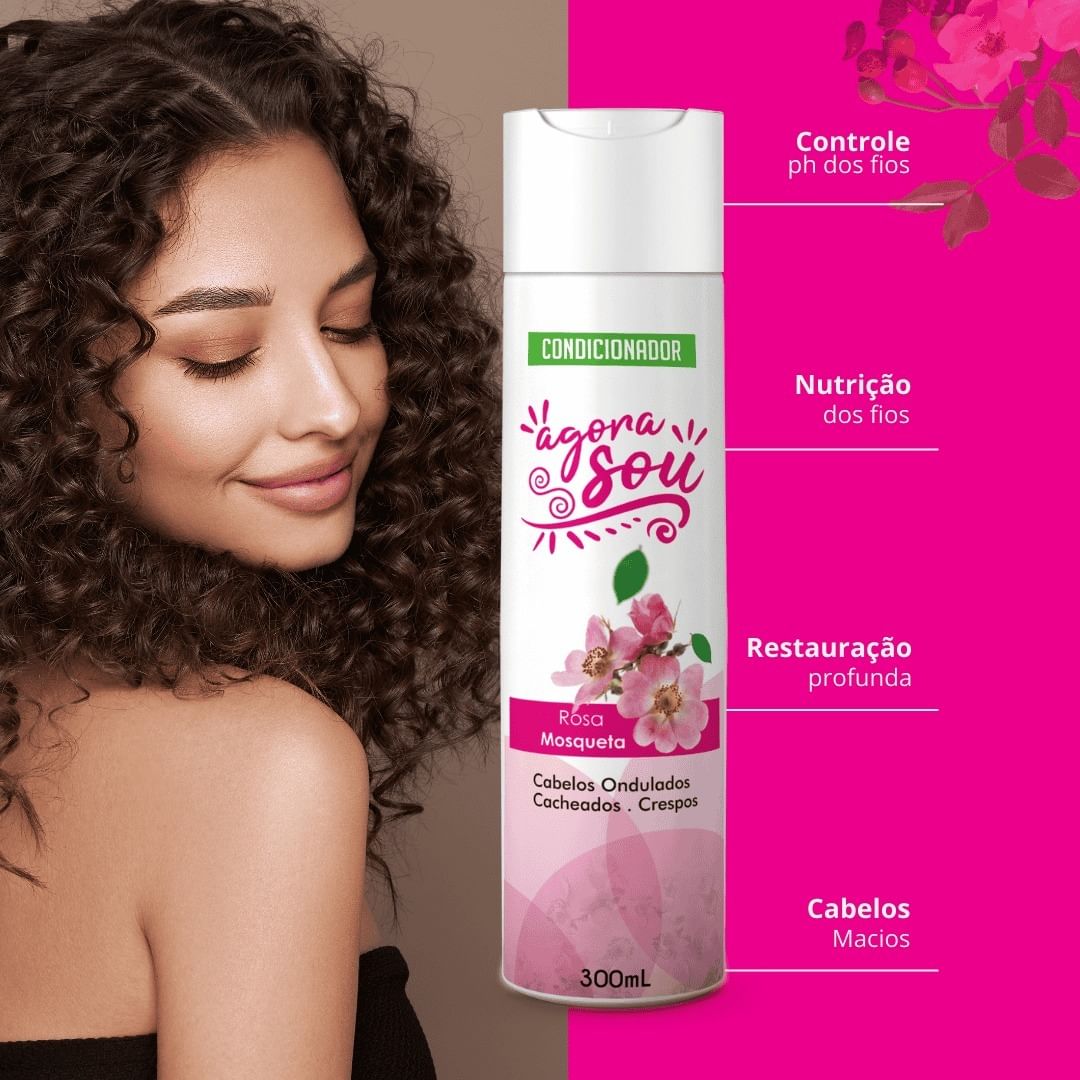 Controle
ph dos fios
Nutrição
dos fios
Restauração
profunda
Cabelos
Macios
CONDICIONADOR
agora
sou
Rosa
Mosqueta
Cabelos Ondulados
Cacheados . Crespos
300mL